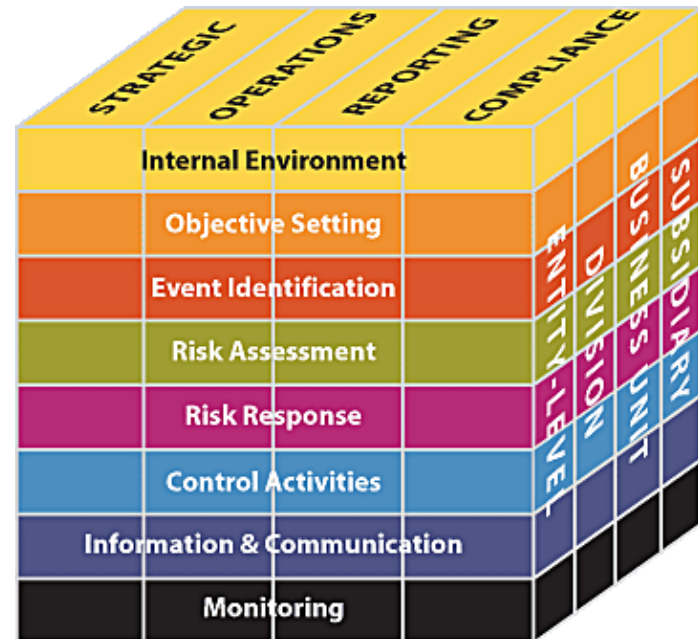 STRATEGIC
OPERATIONS
REPORTING
COMPLIANCE
Internal Environment
Objective Setting
Event Identification
Risk Assessment
Risk Response
Control Activities
Information & Communication
Monitoring
ENTITY-LEVEL
DIVISION
BUSINESS UNIT
SUBSIDIARY